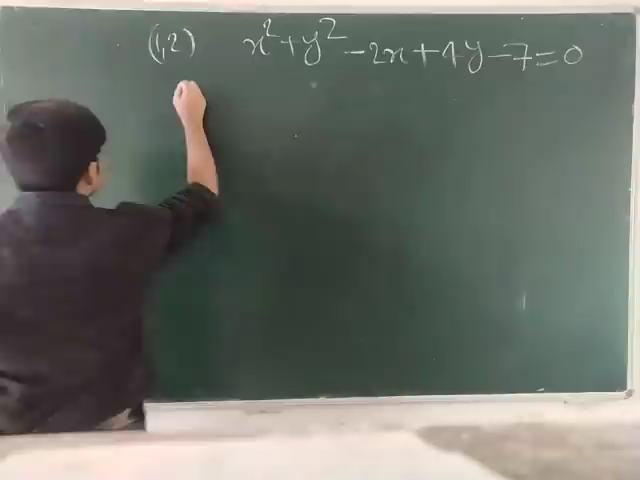 (1,2) x² + y² - 2x + 4y - 7 = 0